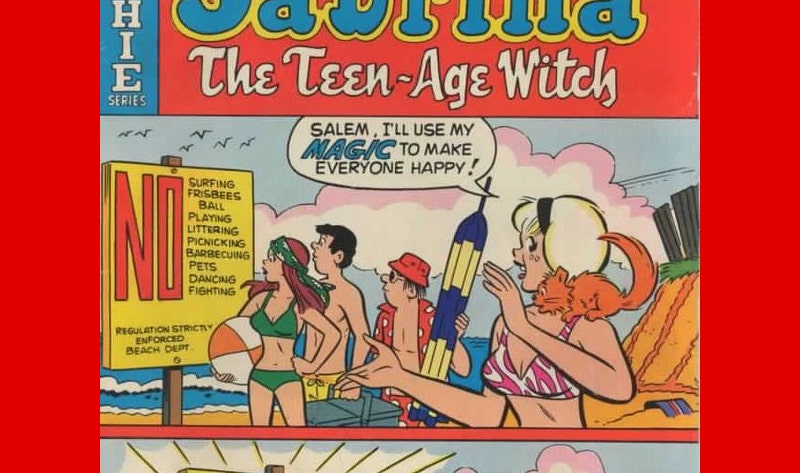 HIE
SERIES
Sabrina
The Teen-Age Witch
SALEM, I'LL USE MY
MAGIC TO MAKE
EVERYONE HAPPY!
NO
SURFING
FRISBEES
BALL
PLAYING
LITTERING
PICNICKING
BARBECUING
PETS
DANCING
FIGHTING
REGULATION STRICTLY
ENFORCED
BEACH DEPT.